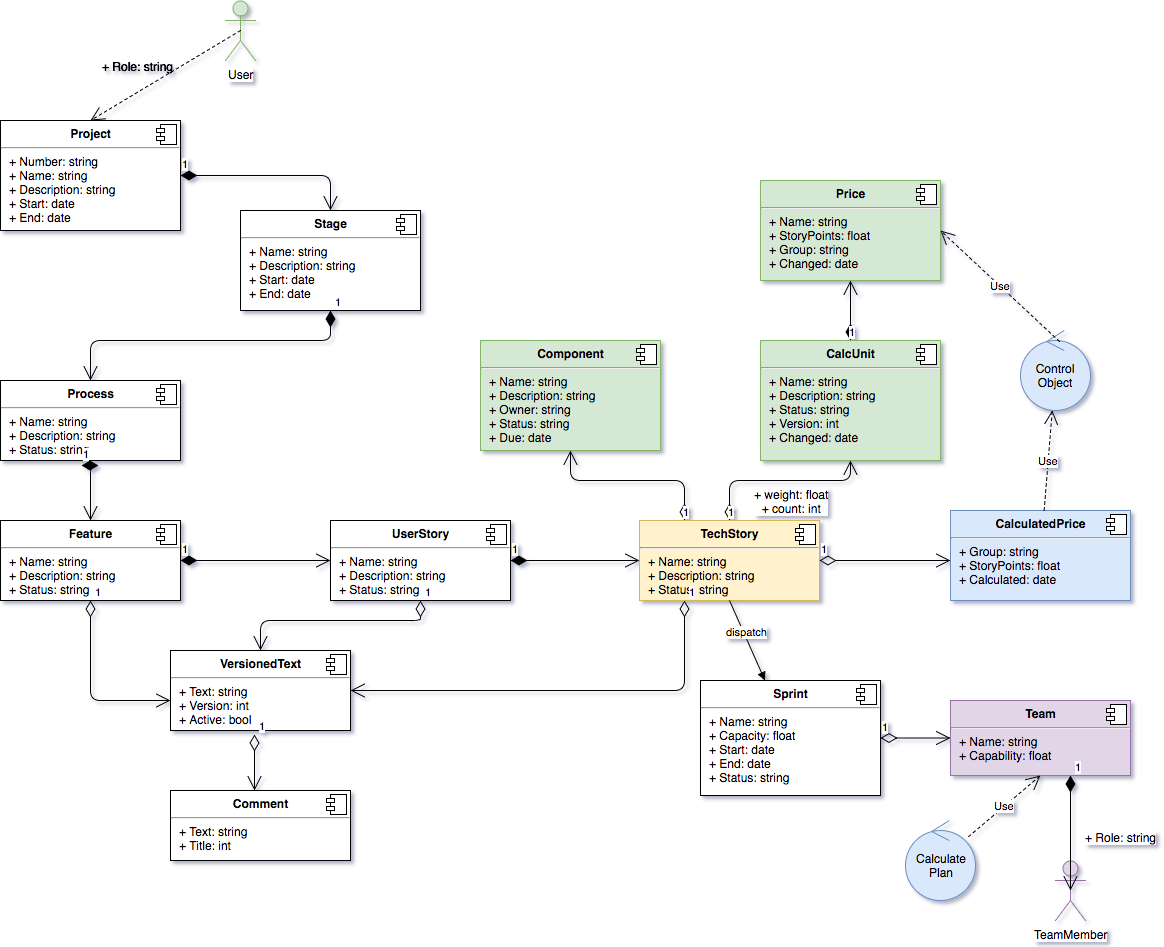 + Role: string
User
Project
+ Number: string
+ Name: string
+ Description: string
+ Start: date
+ End: date
1
Stage
+ Name: string
+ Description: string
+ Start: date
+ End: date
1
Process
+ Name: string
+ Description: string
+ Status: string
1
Feature
+ Name: string
+ Description: string
+ Status: string
1
1
UserStory
+ Name: string
+ Description: string
+ Status: string
1
1
VersionedText
+ Text: string
+ Version: int
+ Active: bool
1
Comment
+ Text: string
+ Title: int
Component
+ Name: string
+ Description: string
+ Owner: string
+ Status: string
+ Due: date
Price
+ Name: string
+ StoryPoints: float
+ Group: string
+ Changed: date
1
CalcUnit
+ Name: string
+ Description: string
+ Status: string
+ Version: int
+ Changed: date
+ weight: float
+ count: int
1
1
TechStory
+ Name: string
+ Description: string
+ Status: string
1
1
Use
Control
Object
Use
CalculatedPrice
+ Group: string
+ StoryPoints: float
+ Calculated: date
dispatch
Sprint
+ Name: string
+ Capacity: float
+ Start: date
+ End: date
+ Status: string
1
Team
+ Name: string
+ Capability: float
1
Use
Calculate
Plan
+ Role: string
TeamMember